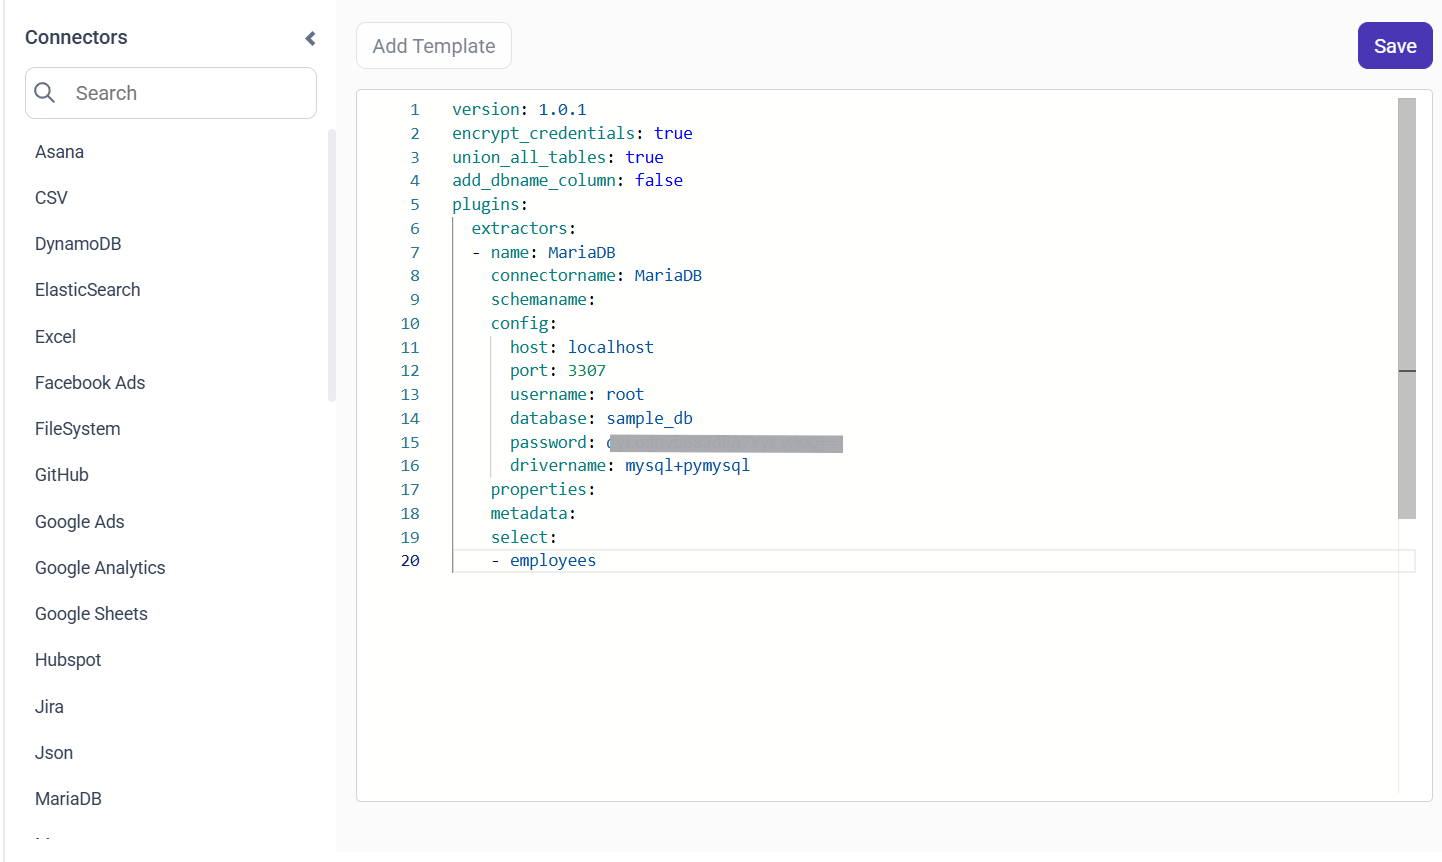 Connectors
Search
Asana
CSV
DynamoDB
ElasticSearch
Excel
Facebook Ads
FileSystem
GitHub
Google Ads
Google Analytics
Google Sheets
Hubspot
Jira
Json
MariaDB
Add Template
Save
1 version: 1.0.1
2 encrypt_credentials: true
3 union_all_tables: true
4 add_dbname_column: false
5 plugins:
6 extractors:
7 - name: MariaDB
8 connectorname: MariaDB
9 schemaname:
10 config:
11 host: localhost
12 port: 3307
13 username: root
14 database: sample_db
15 password:
16 drivername: mysql+pymysql
17 properties:
18 metadata:
19 select:
20 - employees